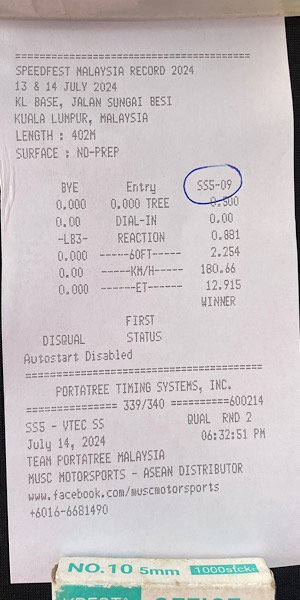 =====================================
SPEEDFEST MALAYSIA RECORD 2024
13 & 14 JULY 2024
KL BASE, JALAN SUNGAI BESI
KUALA LUMPUR, MALAYSIA
LENGTH : 402M
SURFACE : NO-PREP
BYE Entry SS5-09
0.000 0.000 TREE 0.500
0.00 DIAL-IN 0.00
-LB3- REACTION 0.881
0.000 ------60FT----- 2.254
0.00 -----KM/H----- 180.66
0.000 ------ET------ 12.915
WINNER
FIRST
DISQUAL STATUS
Autostart Disabled
=====================================
PORTATREE TIMING SYSTEMS, INC.
============== 339/340 ==========600214
SS5 - VTEC SS QUAL RND 2
July 14, 2024 06:32:51 PM
TEAM PORTATREE MALAYSIA
MUSC MOTORSPORTS - ASEAN DISTRIBUTOR
www.facebook.com/muscmotorsports
+6016-6681490
NO.10 5mm 1000stck.